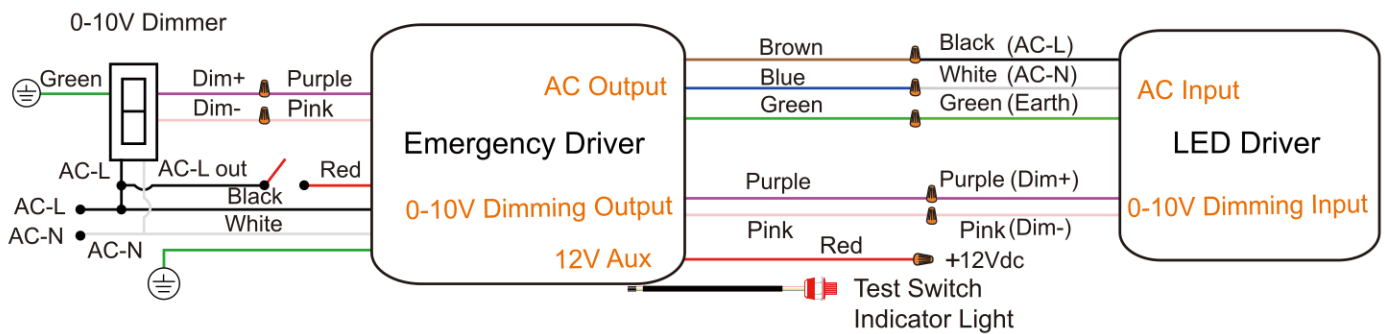 0-10V Dimmer
Green
Dim+
Purple
Dim-
Pink
AC-L
AC-L out
Red
AC-L
Black
AC-N
White
AC-N
AC Output
Emergency Driver
0-10V Dimming Output
12V Aux
Brown
Black (AC-L)
Blue
White (AC-N)
Green
Green (Earth)
Purple
Purple (Dim+)
Pink
Pink (Dim-)
Red
+12Vdc
Test Switch
Indicator Light
AC Input
LED Driver
0-10V Dimming Input